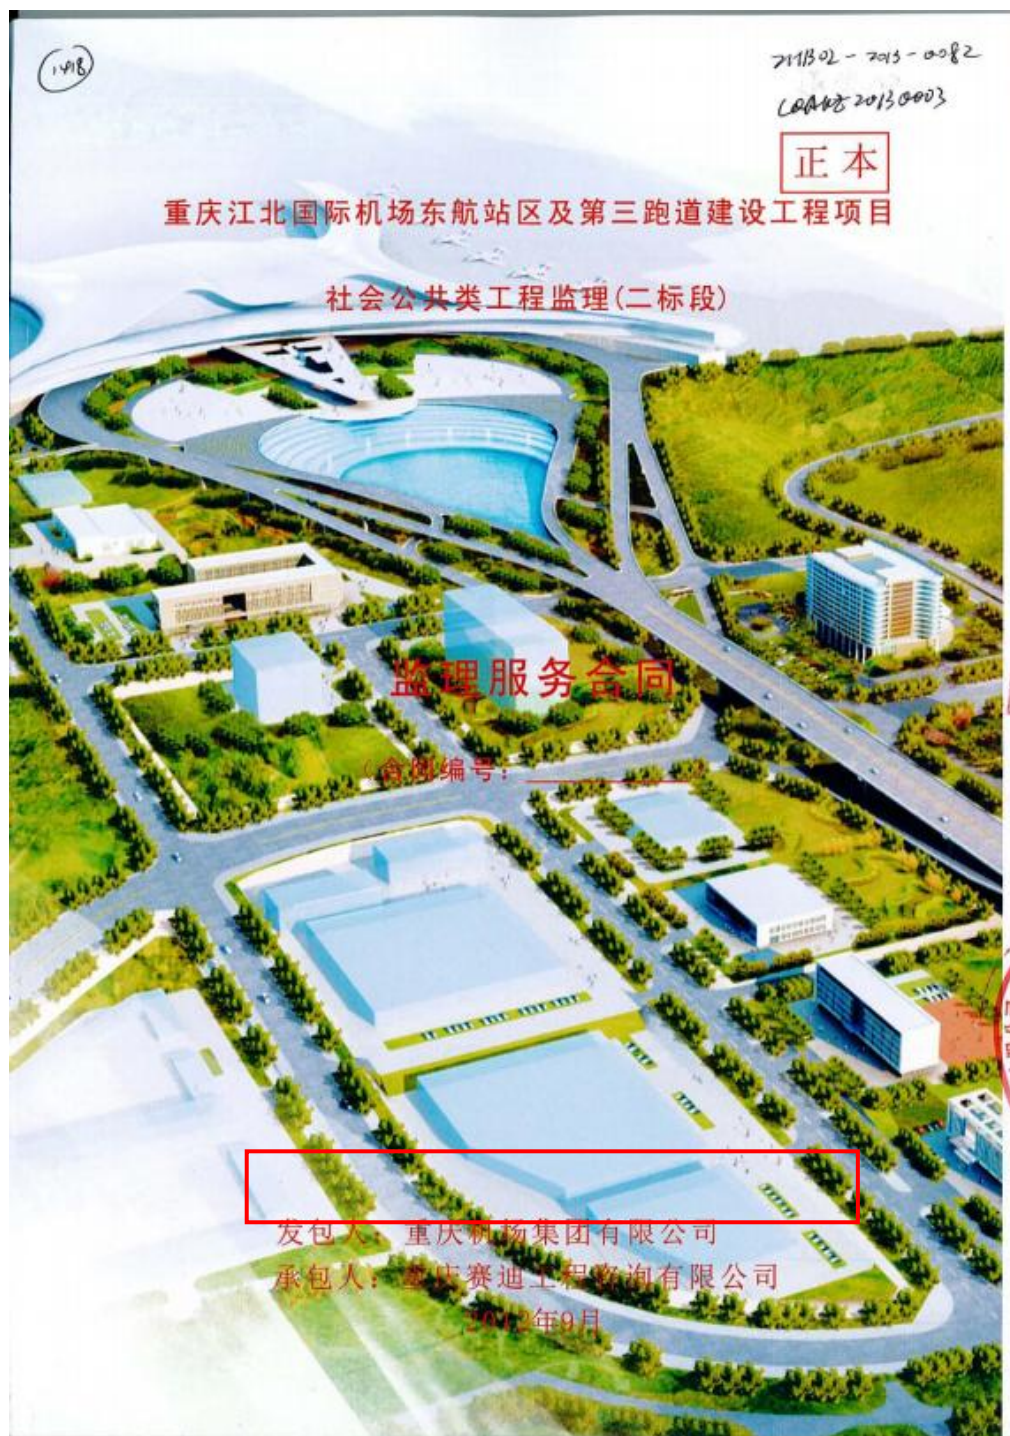 1418
2013-0082
20130003
正本
重庆江北国际机场东航站区及第三跑道建设工程项目
社会公共类工程监理(二标段)
监理服务合同
(合同编号:
发包人:重庆机场集团有限公司
承包人:重庆赛迪工程咨询有限公司
2012年9月